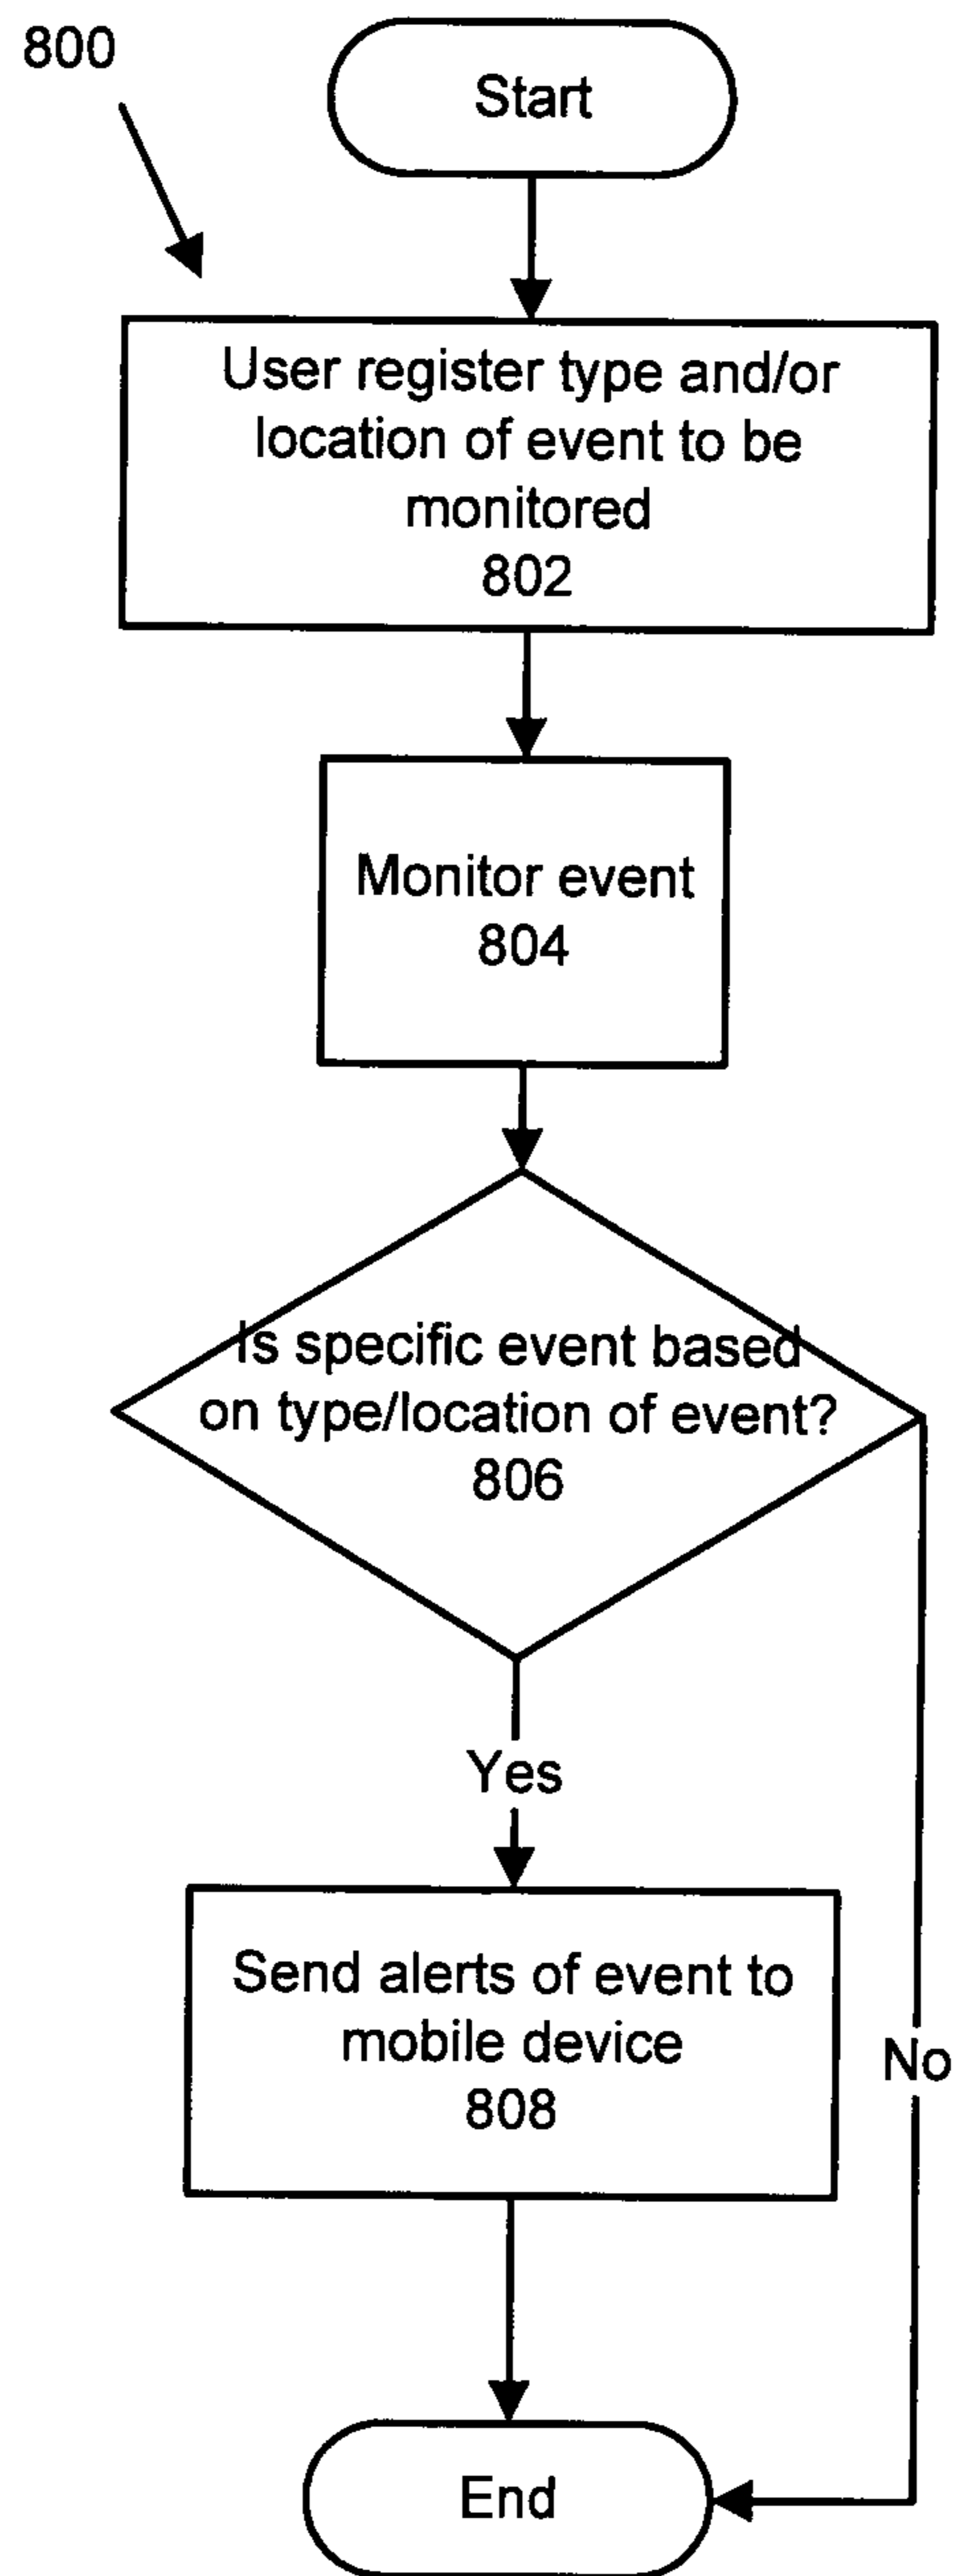 800
Start
User register type and/or
location of event to be
monitored
802
Monitor event
804
Is specific event based
on type/location of event?
806
Yes
Send alerts of event to
mobile device
808
No
End